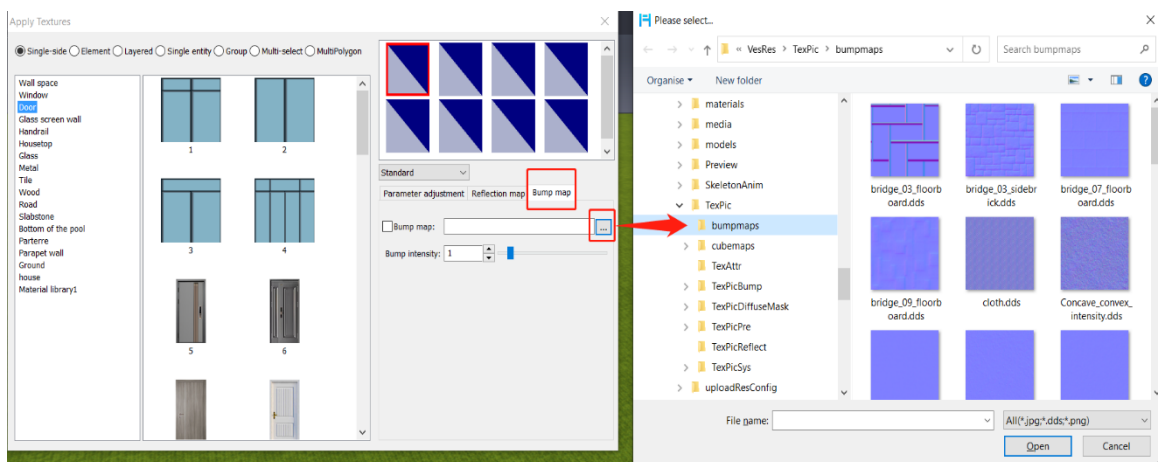 Apply Textures
Single-side Element Layered Single entity Group Multi-select MultiPolygon
Wall space
Window
Door
Glass screen wall
Handrail
Housetop
Glass
Metal
Tile
Wood
Road
Slabstone
Bottom of the pool
Parterre
Parapet wall
Ground
house
Material library1
1 2
3 4
5 6
Standard
Parameter adjustment Reflection map Bump map
Bump map: ...
Bump intensity: 1
Please select...
« VesRes > TexPic > bumpmaps
Search bumpmaps
Organise New folder
materials
media
models
Preview
SkeletonAnim
TexPic
bumpmaps
cubemaps
TexAttr
TexPicBump
TexPicDiffuseMask
TexPicPre
TexPicReflect
TexPicSys
uploadResConfig
bridge_03_floorb
oard.dds
bridge_03_sidebr
ick.dds
bridge_07_floorb
oard.dds
bridge_09_floorb
oard.dds
cloth.dds
Concave_convex_
intensity.dds
File name:
All(*.jpg;*.dds;*.png)
Open Cancel